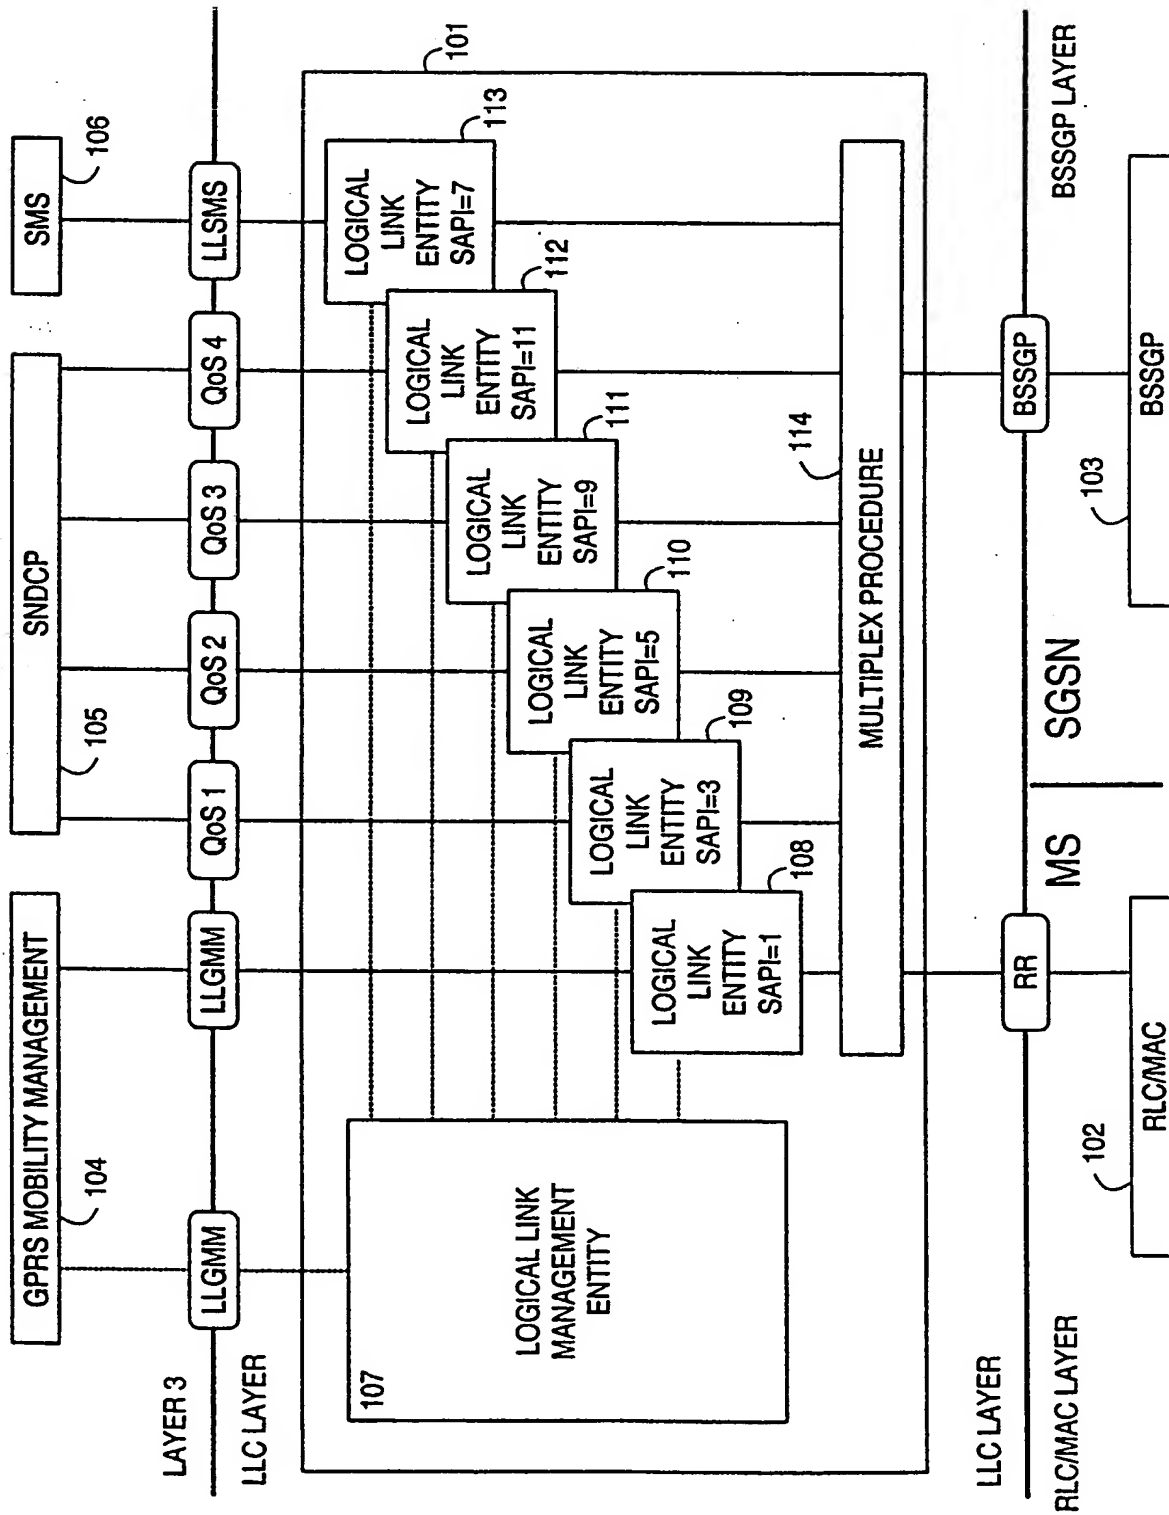 GPRS MOBILITY MANAGEMENT
104
SNDCP
105
SMS
106
LAYER 3
LLC LAYER
LLGMM
LLGMM
QoS 1
QoS 2
QoS 3
QoS 4
LLSMS
101
107
LOGICAL LINK
MANAGEMENT
ENTITY
LOGICAL
LINK
ENTITY
SAPI=7
113
LOGICAL
LINK
ENTITY
SAPI=11
112
LOGICAL
LINK
ENTITY
SAPI=9
111
LOGICAL
LINK
ENTITY
SAPI=5
110
LOGICAL
LINK
ENTITY
SAPI=3
109
LOGICAL
LINK
ENTITY
SAPI=1
108
MULTIPLEX PROCEDURE
114
LLC LAYER
RLC/MAC LAYER
RR
MS
SGSN
BSSGP
BSSGP LAYER
102
RLC/MAC
103
BSSGP